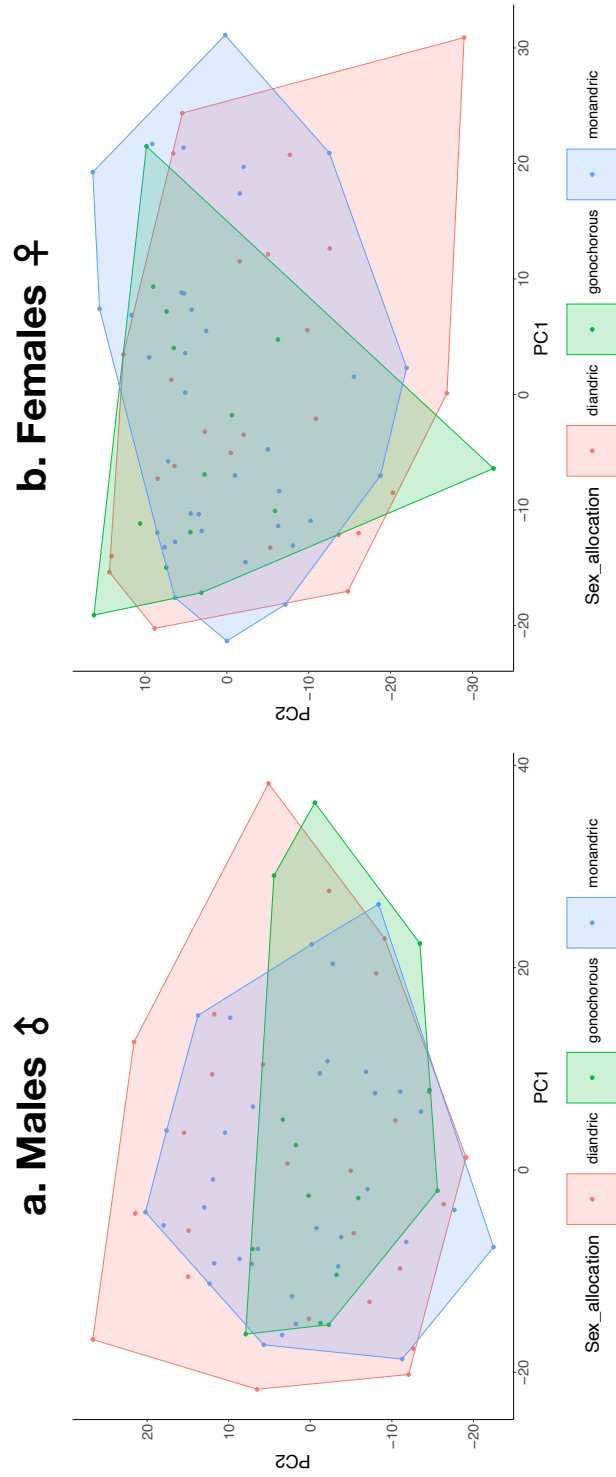 a. Males ♂
PC2
20
10
0
−10
−20
−20
0
20
40
PC1
Sex_allocation diandric gonochorous monandric
b. Females ♀
PC2
10
0
−10
−20
−30
−20
−10
0
10
20
30
PC1
Sex_allocation diandric gonochorous monandric